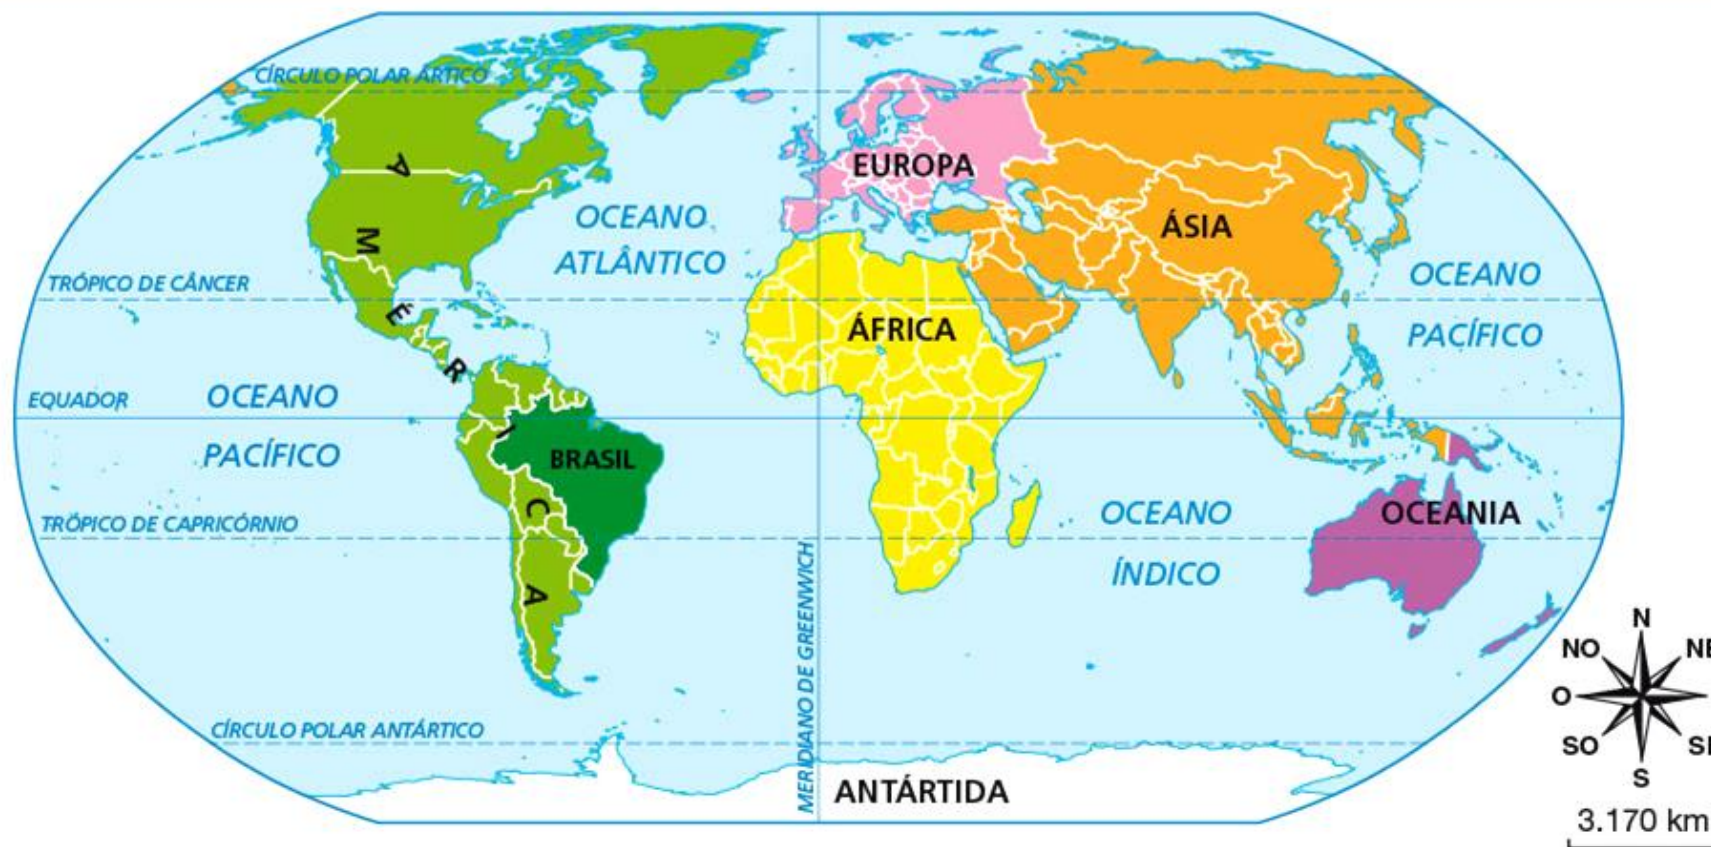 CÍRCULO POLAR ÁRTICO
EUROPA
ÁSIA
OCEANO
ATLÂNTICO
TRÓPICO DE CÂNCER
OCEANO
PACÍFICO
ÁFRICA
AMÉRICA
EQUADOR
OCEANO
PACÍFICO
BRASIL
OCEANO
ÍNDICO
OCEANIA
TRÓPICO DE CAPRICÓRNIO
MERIDIANO DE GREENWICH
CÍRCULO POLAR ANTÁRTICO
ANTÁRTIDA
N
NO
NE
O
SO
S
3.170 km